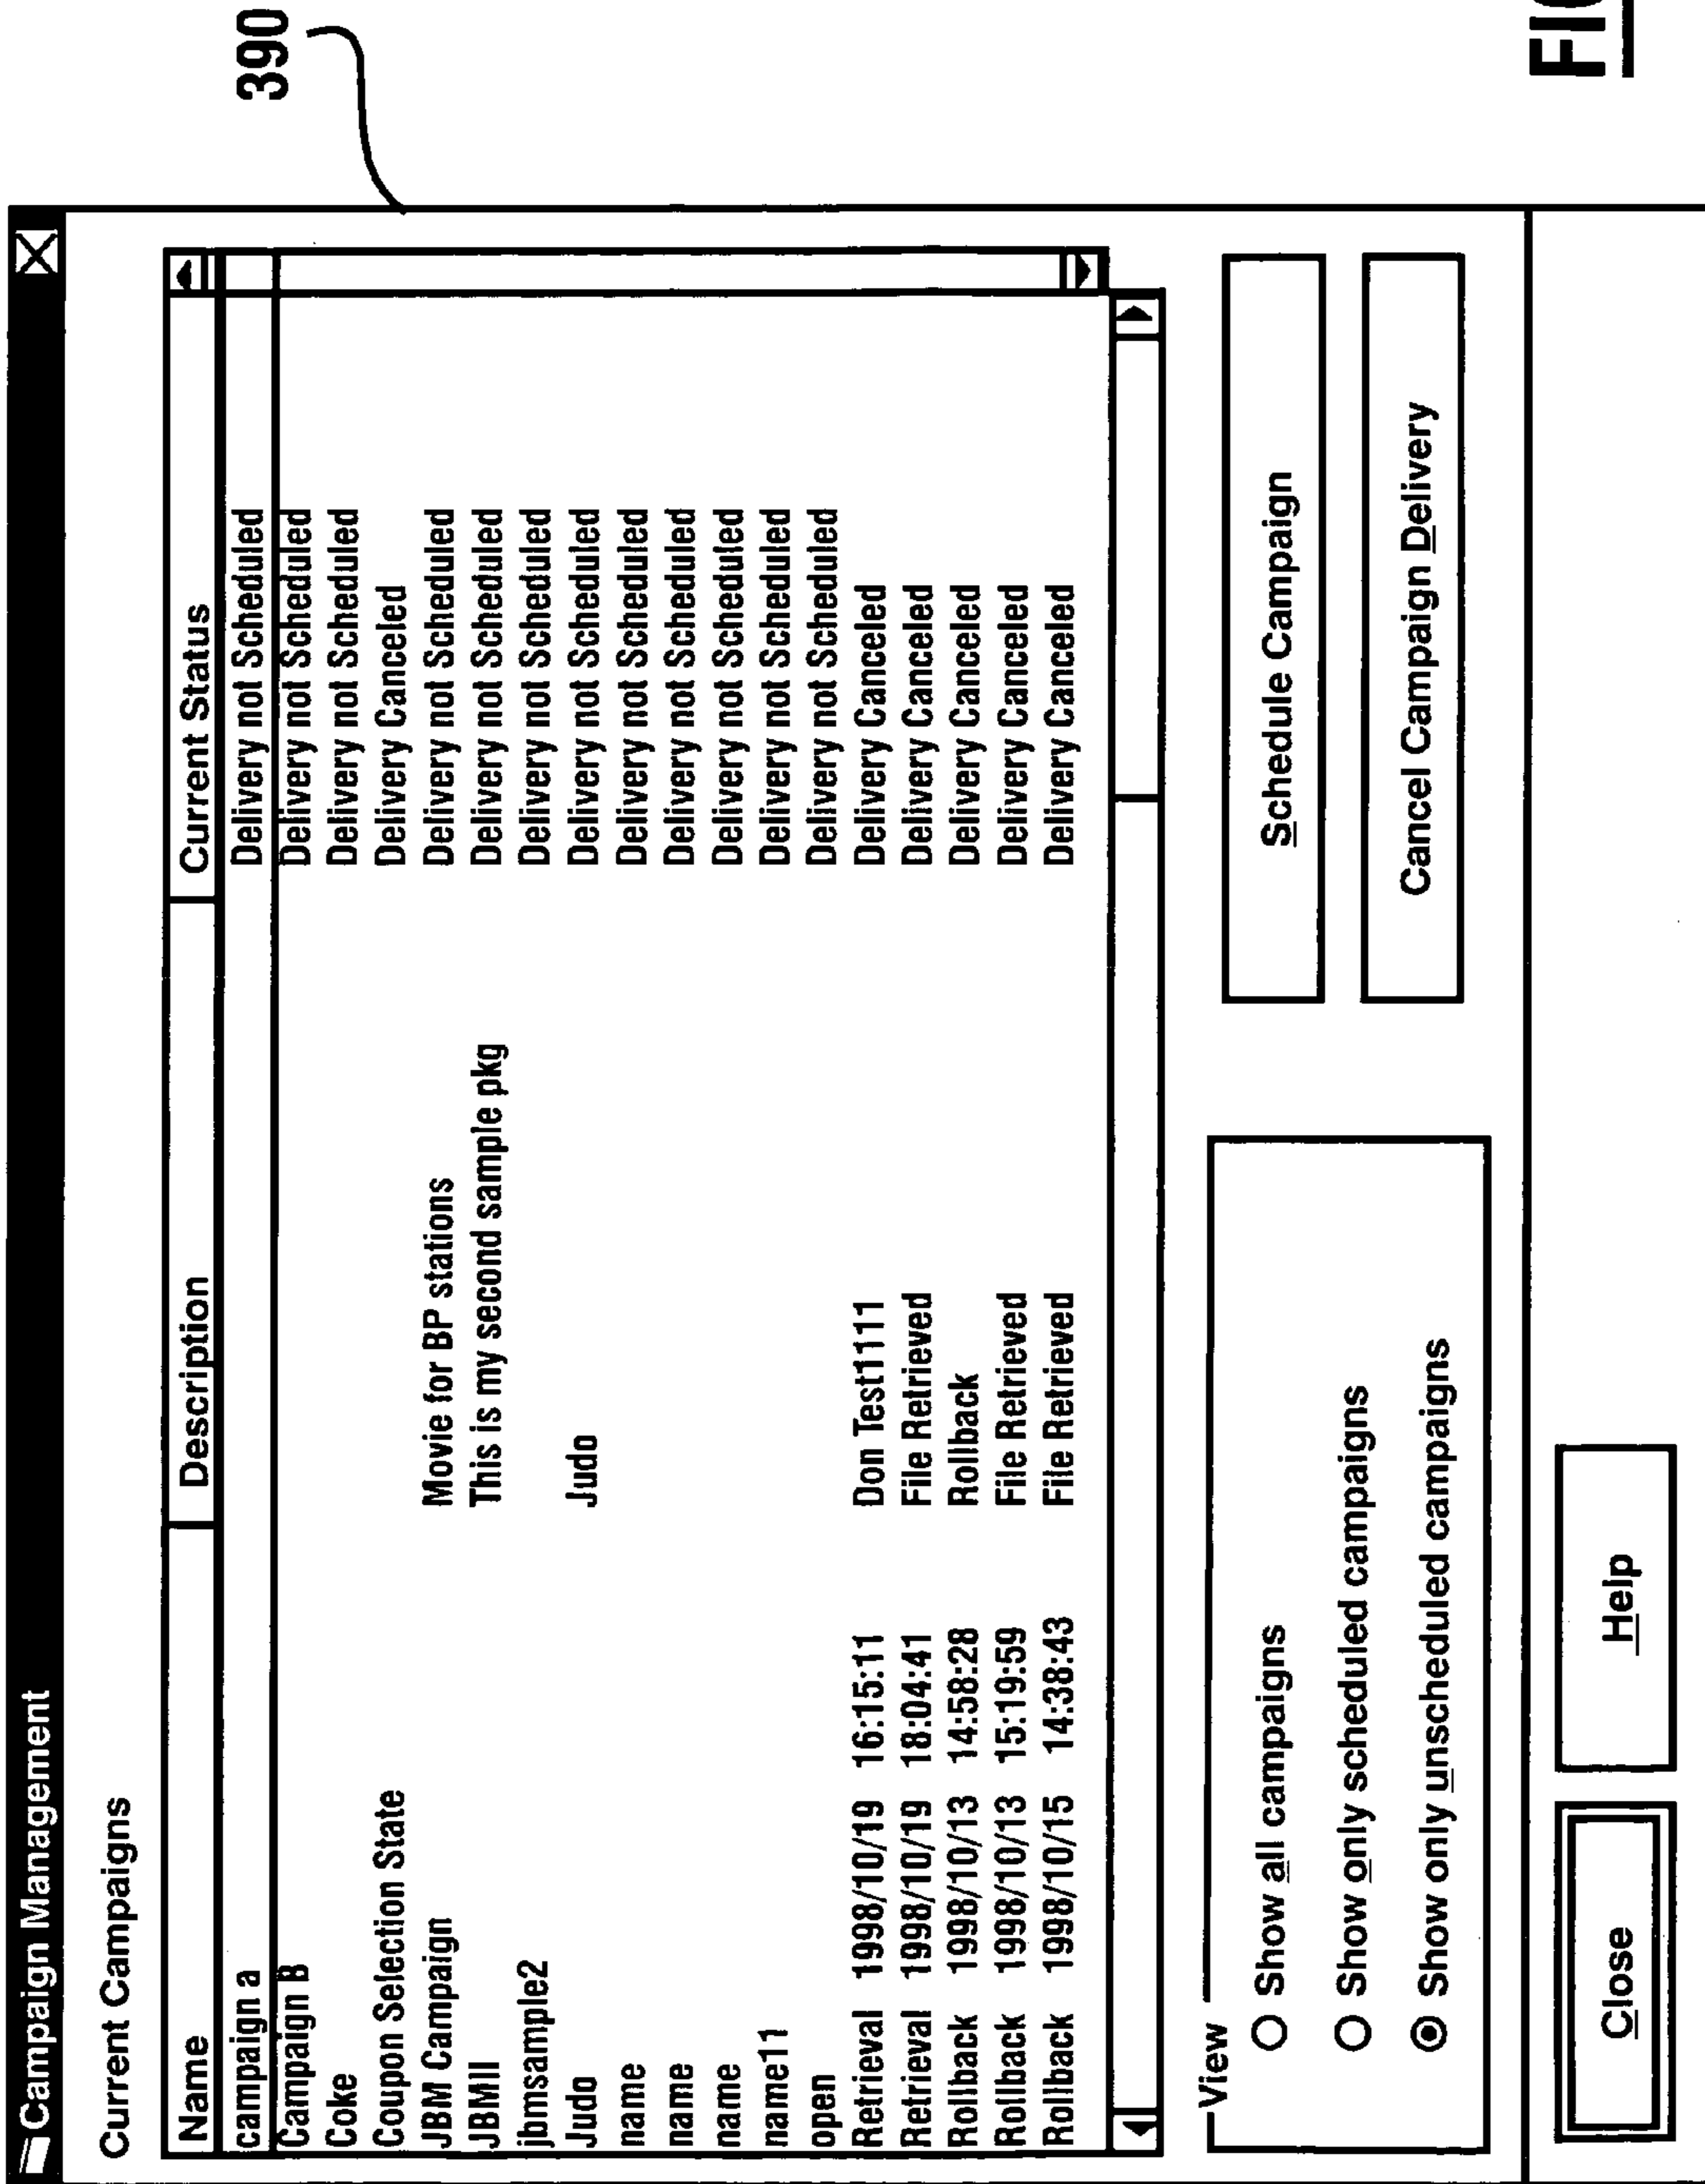 Campaign Management X
Current Campaigns
Name Description Current Status
campaign a Delivery not Scheduled
Campaign B Delivery not Scheduled
Coke Delivery not Scheduled
Coupon Selection State Delivery Canceled
JBM Campaign Movie for BP stations Delivery not Scheduled
JBMII This is my second sample pkg Delivery not Scheduled
jbmsample2 Delivery not Scheduled
Judo Judo Delivery not Scheduled
name Delivery not Scheduled
name Delivery not Scheduled
name Delivery not Scheduled
name11 Delivery not Scheduled
open Delivery not Scheduled
Retrieval 1998/10/19 16:15:11 Don Test1111 Delivery Canceled
Retrieval 1998/10/19 18:04:41 File Retrieved Delivery Canceled
Rollback 1998/10/13 14:58:28 Rollback Delivery Canceled
Rollback 1998/10/13 15:19:59 File Retrieved Delivery Canceled
Rollback 1998/10/15 14:38:43 File Retrieved Delivery Canceled
View
Show all campaigns
Show only scheduled campaigns
Show only unscheduled campaigns
Schedule Campaign
Cancel Campaign Delivery
Close
Help
390